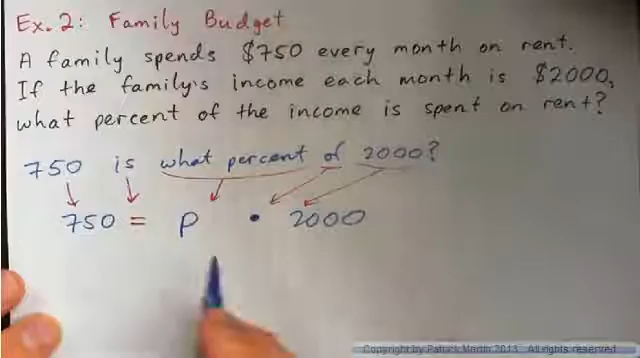 Ex. 2: Family Budget
A family spends $750 every month on rent.
If the family's income each month is $2000,
what percent of the income is spent on rent?
750 is what percent of 2000?
750 = P • 2000
Copyright by Patrick Martin 2013. All rights reserved.